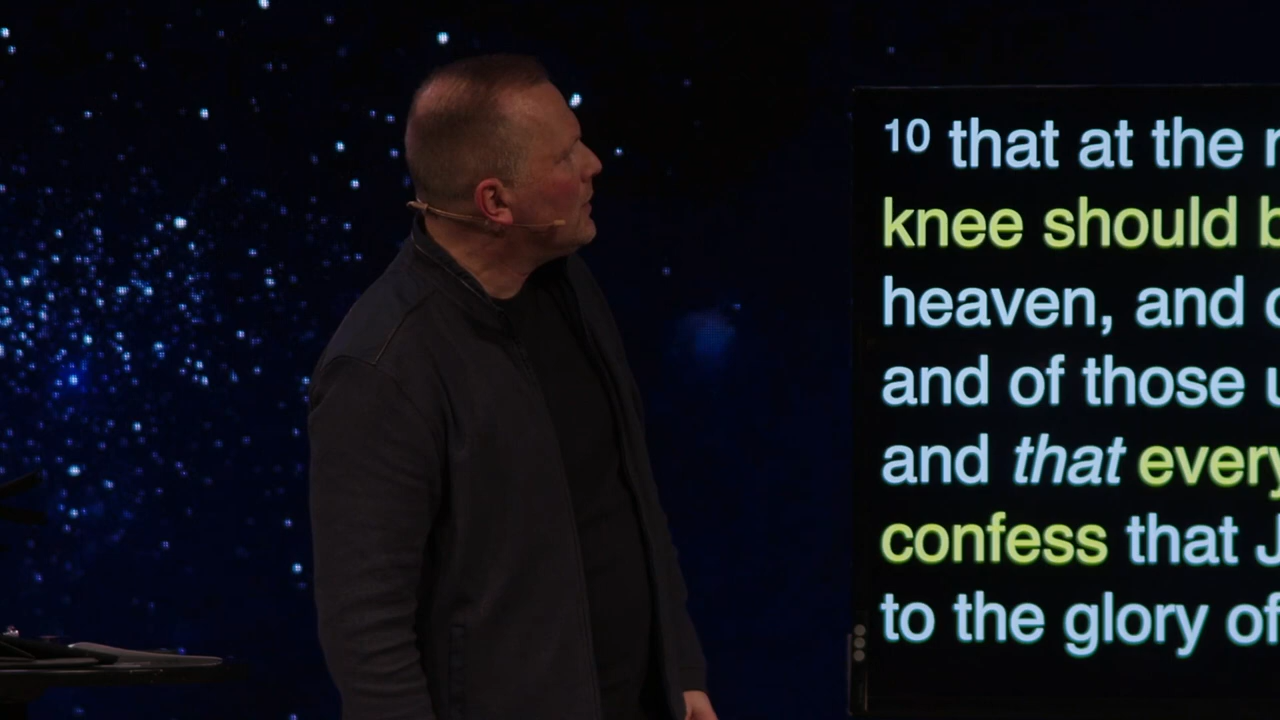 10 that at the
knee should
heaven, and
and of those
and that every
confess that
to the glory of